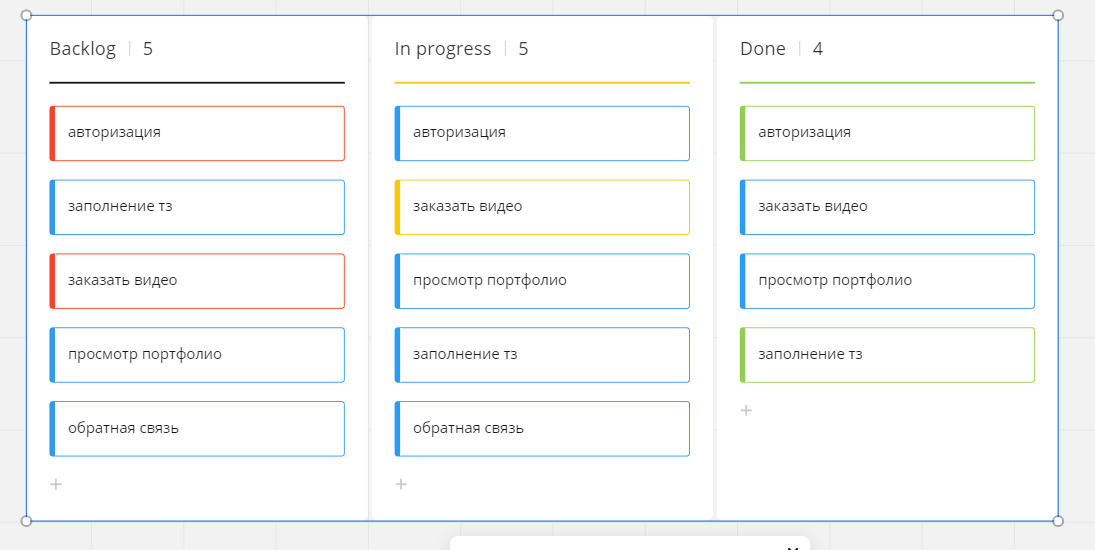 Backlog 5
авторизация
заполнение тз
заказать видео
просмотр портфолио
обратная связь
+
In progress 5
авторизация
заказать видео
просмотр портфолио
заполнение тз
обратная связь
+
Done 4
авторизация
заказать видео
просмотр портфолио
заполнение тз
+